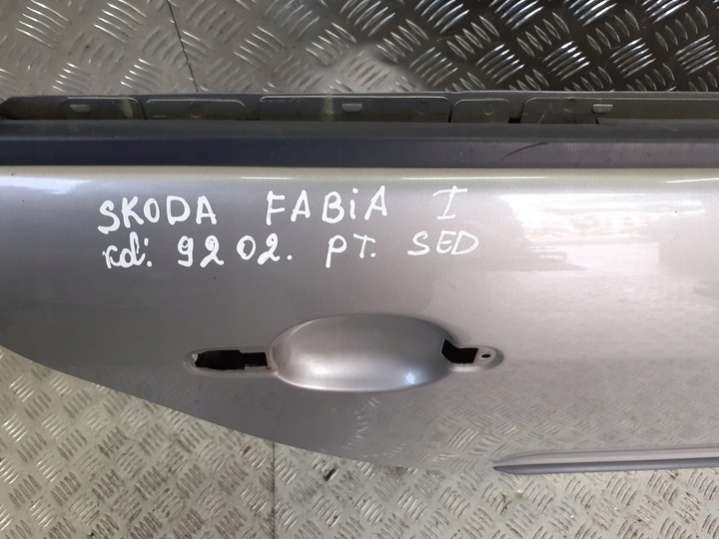 SKODA FABiA I
kol: 9202. PT. SED